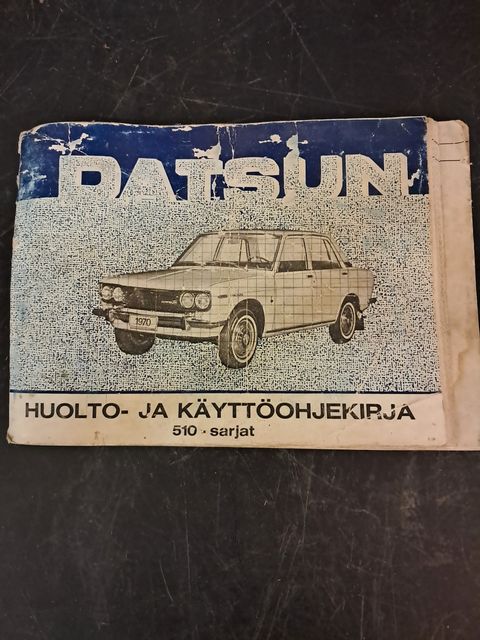 DATSUN
1970
HUOLTO- JA KÄYTTÖOHJEKIRJA
510 - sarjat